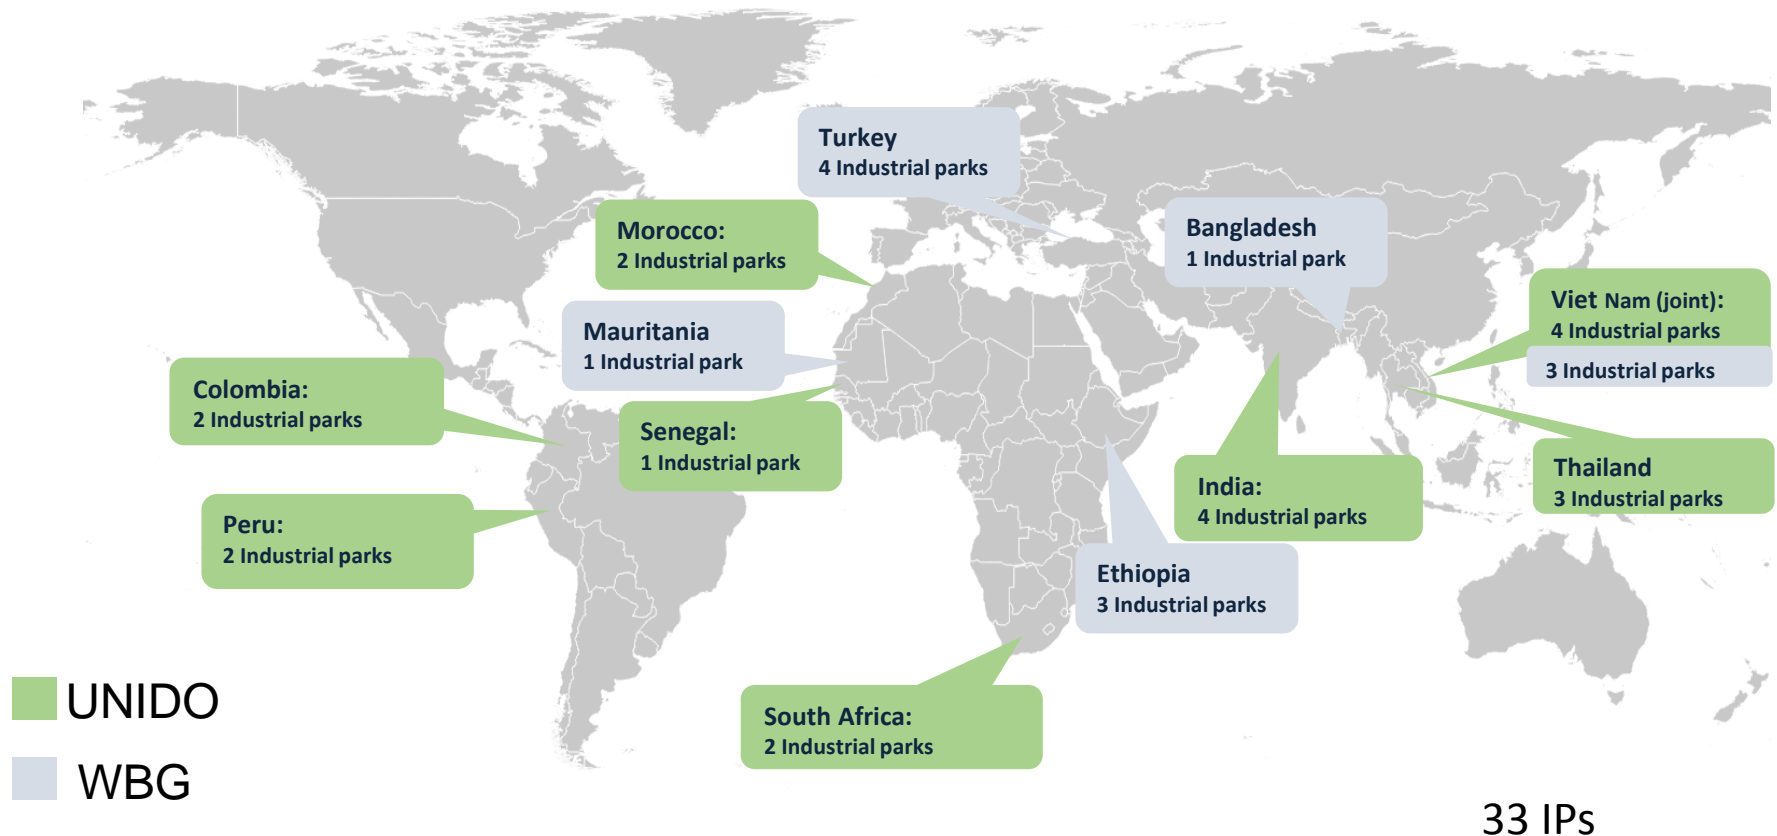 Turkey
4 Industrial parks
Morocco:
2 Industrial parks
Bangladesh
1 Industrial park
Viet Nam (joint):
4 Industrial parks
3 Industrial parks
Mauritania
1 Industrial park
Colombia:
2 Industrial parks
Senegal:
1 Industrial park
Thailand
3 Industrial parks
India:
4 Industrial parks
Peru:
2 Industrial parks
Ethiopia
3 Industrial parks
South Africa:
2 Industrial parks
UNIDO
WBG
33 IPs